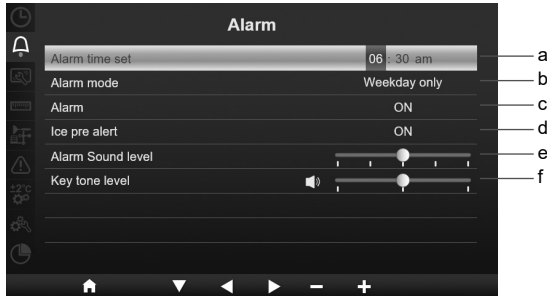 Alarm
Alarm time set 06 : 30 am a
Alarm mode Weekday only b
Alarm ON c
Ice pre alert ON d
Alarm Sound level e
Key tone level f
±2°C